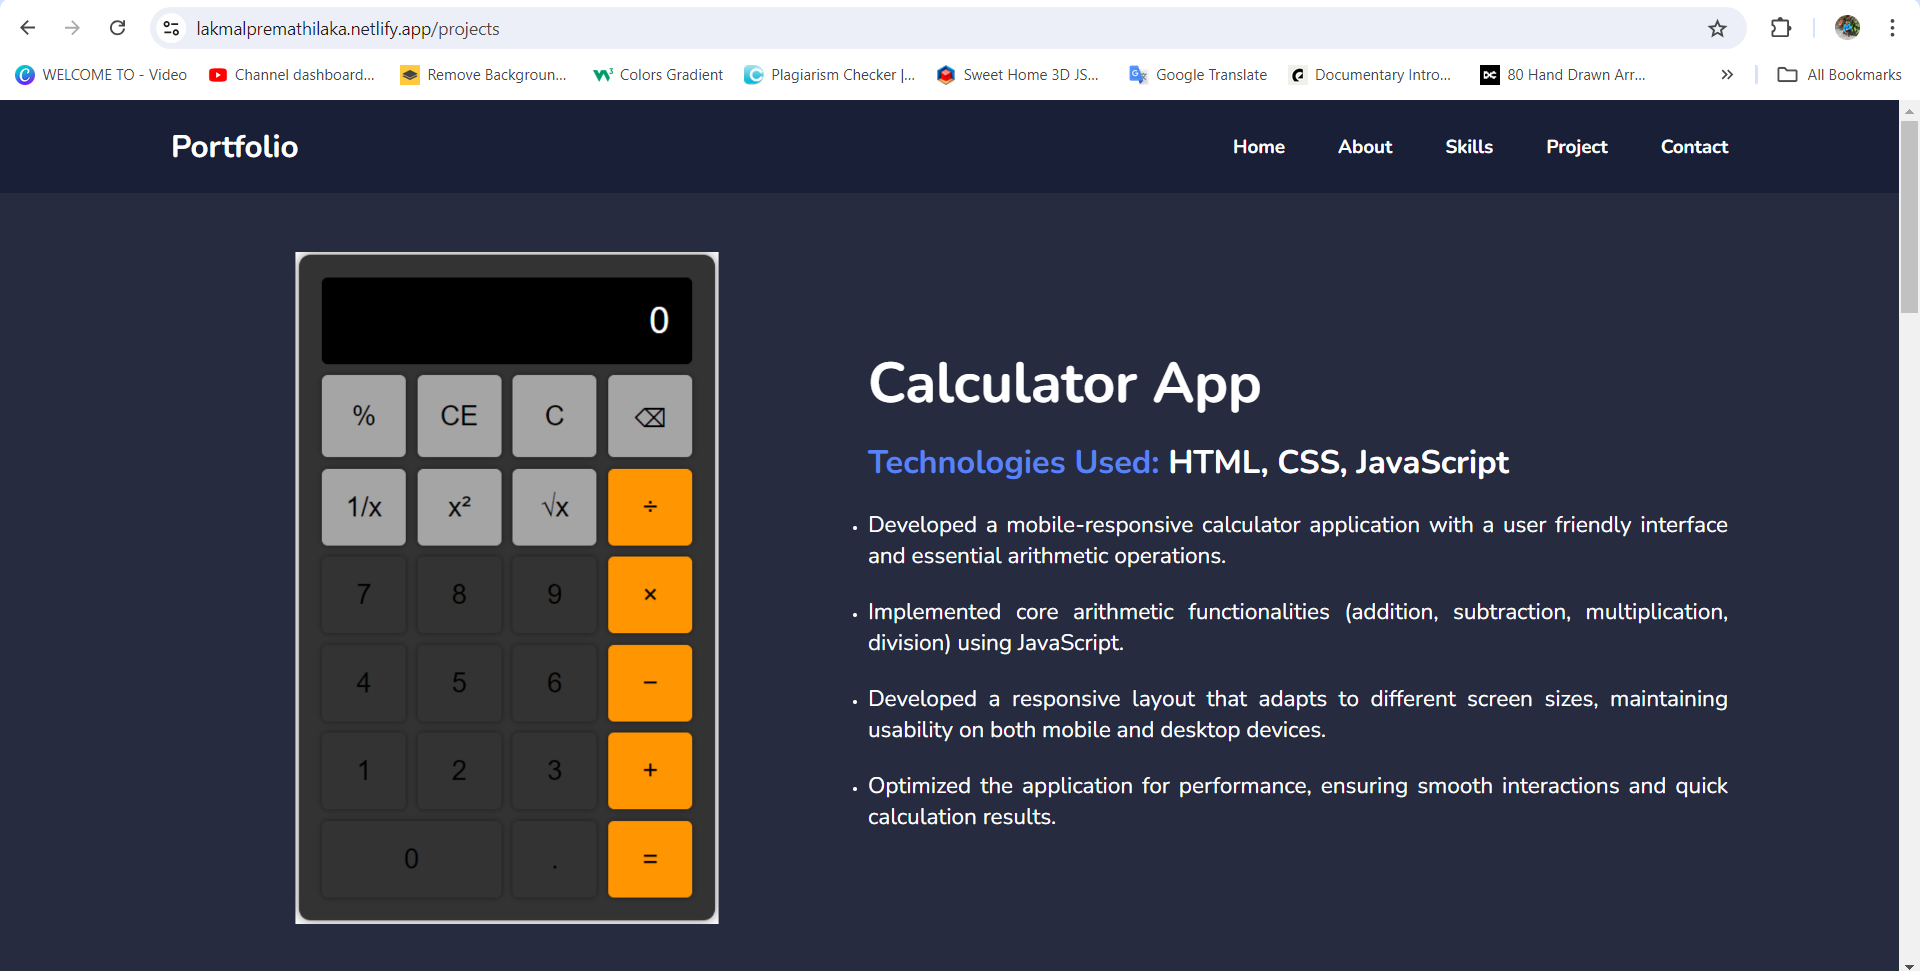 lakmalpremathilaka.netlify.app/projects
WELCOME TO - Video Channel dashboard... Remove Backgroun... Colors Gradient Plagiarism Checker |... Sweet Home 3D JS... Google Translate Documentary Intro... DC 80 Hand Drawn Arr... All Bookmarks
Portfolio Home About Skills Project Contact
0
% CE C ⌫
1/x x² √x ÷
7 8 9 ×
4 5 6 −
1 2 3 +
0 . =
Calculator App
Technologies Used: HTML, CSS, JavaScript
• Developed a mobile-responsive calculator application with a user friendly interface
and essential arithmetic operations.
• Implemented core arithmetic functionalities (addition, subtraction, multiplication,
division) using JavaScript.
• Developed a responsive layout that adapts to different screen sizes, maintaining
usability on both mobile and desktop devices.
• Optimized the application for performance, ensuring smooth interactions and quick
calculation results.